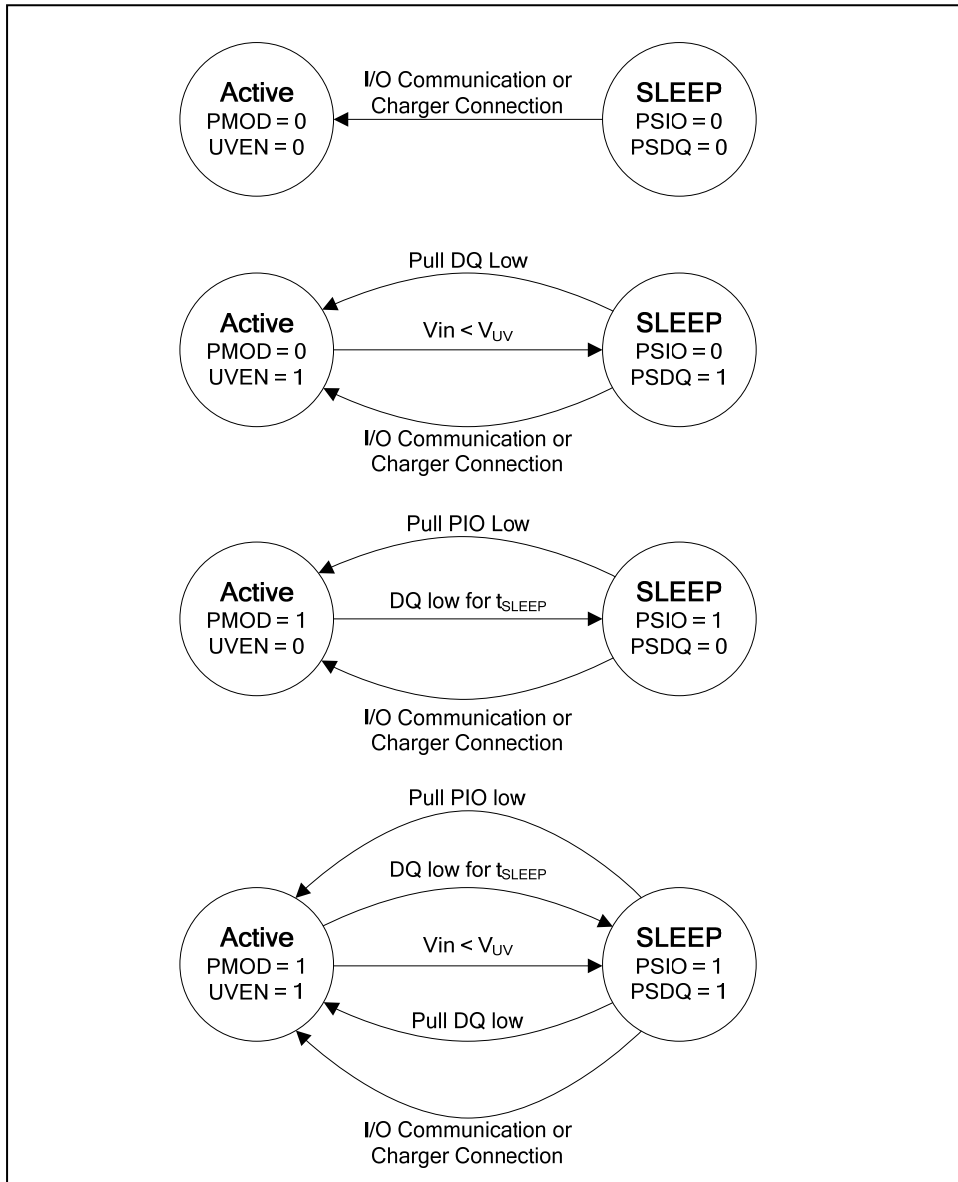 I/O Communication or
Charger Connection
Active
PMOD = 0
UVEN = 0
SLEEP
PSIO = 0
PSDQ = 0
Pull DQ Low
Active
PMOD = 0
UVEN = 1
Vin < VUV
SLEEP
PSIO = 0
PSDQ = 1
I/O Communication or
Charger Connection
Pull PIO Low
Active
PMOD = 1
UVEN = 0
DQ low for tSLEEP
SLEEP
PSIO = 1
PSDQ = 0
I/O Communication or
Charger Connection
Pull PIO low
DQ low for tSLEEP
Active
PMOD = 1
UVEN = 1
Vin < VUV
SLEEP
PSIO = 1
PSDQ = 1
Pull DQ low
I/O Communication or
Charger Connection